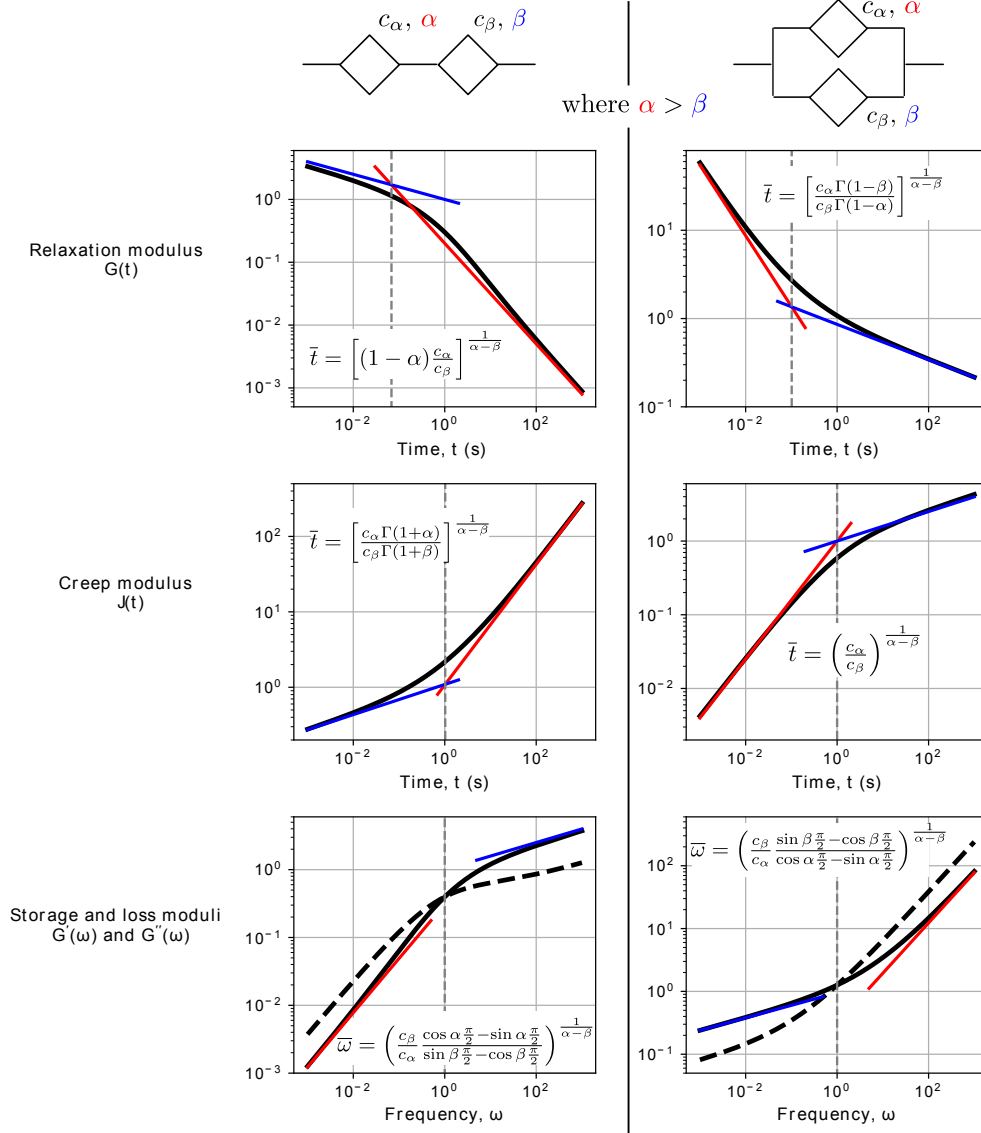 c_α, α c_β, β
c_α, α
where α > β
c_β, β
Relaxation modulus
G(t)
10^0
10^{-1}
10^{-2}
10^{-3}
t̅ = [(1 − α) c_α/c_β]^{1/(α−β)}
10^{-2} 10^0 10^2
Time, t (s)
10^1
10^0
10^{-1}
t̅ = [c_α Γ(1−β) / c_β Γ(1−α)]^{1/(α−β)}
10^{-2} 10^0 10^2
Time, t (s)
Creep modulus
J(t)
10^2
10^1
10^0
t̅ = [c_α Γ(1+α) / c_β Γ(1+β)]^{1/(α−β)}
10^{-2} 10^0 10^2
Time, t (s)
10^0
10^{-1}
10^{-2}
t̅ = (c_α/c_β)^{1/(α−β)}
10^{-2} 10^0 10^2
Time, t (s)
Storage and loss moduli
G'(ω) and G''(ω)
10^0
10^{-1}
10^{-2}
10^{-3}
ω̅ = (c_β/c_α (cos α π/2 − sin α π/2)/(sin β π/2 − cos β π/2))^{1/(α−β)}
10^{-2} 10^0 10^2
Frequency, ω
10^2
10^1
10^0
10^{-1}
ω̅ = (c_β/c_α (sin β π/2 − cos β π/2)/(cos α π/2 − sin α π/2))^{1/(α−β)}
10^{-2} 10^0 10^2
Frequency, ω